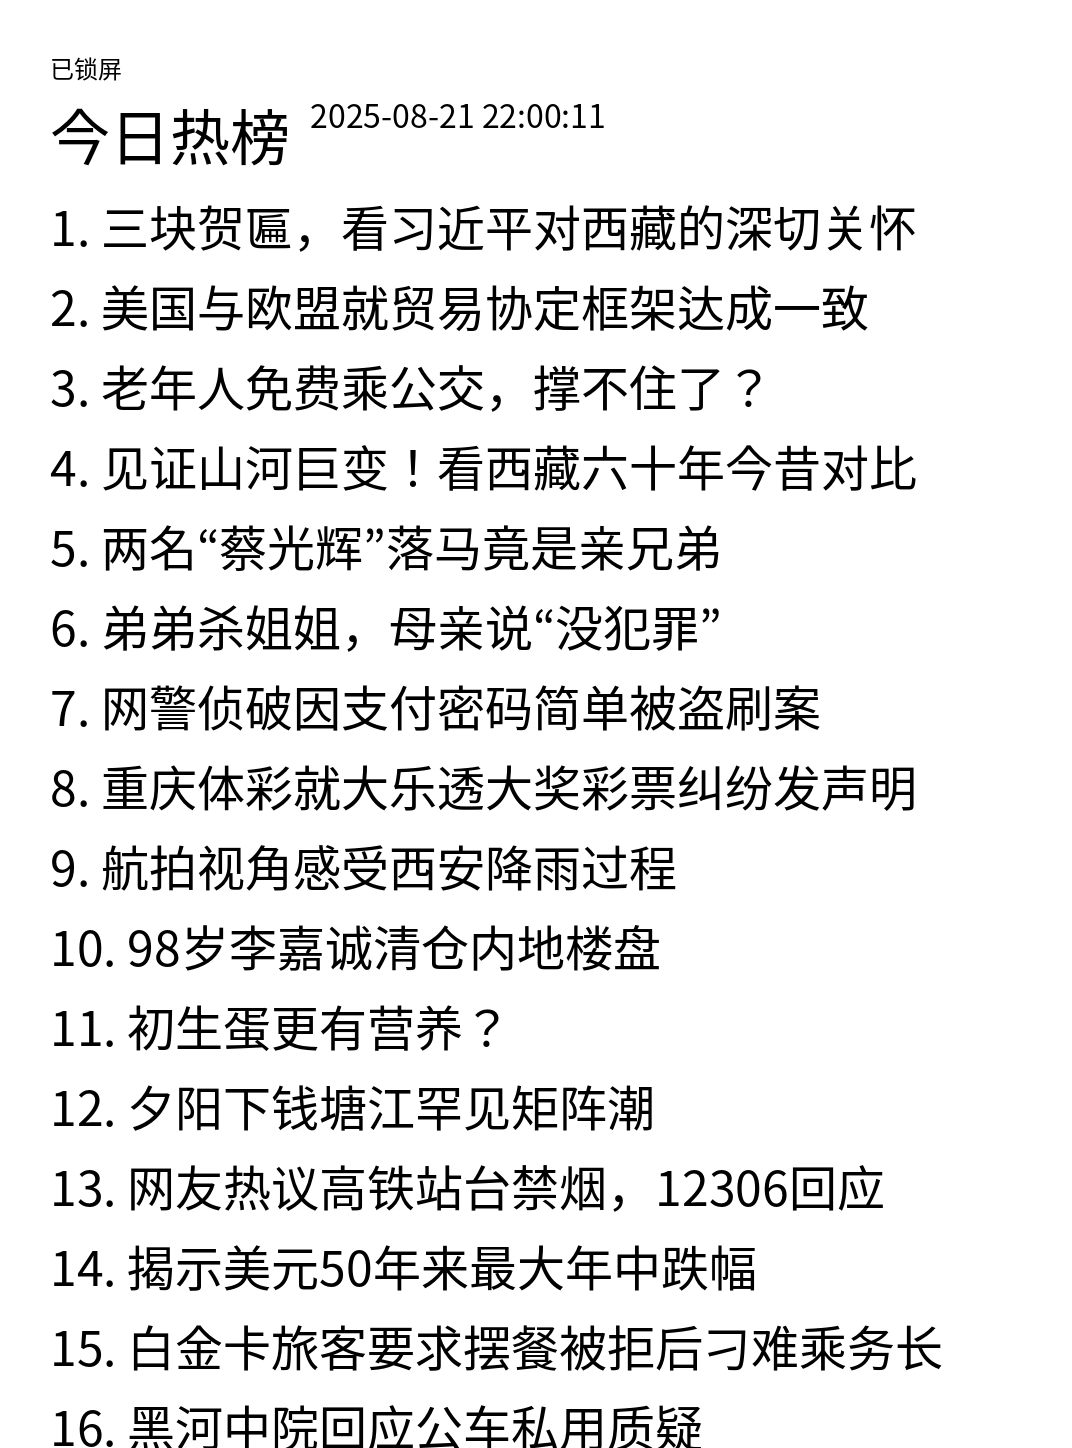 已锁屏
今日热榜 2025-08-21 22:00:11
1. 三块贺匾，看习近平对西藏的深切关怀
2. 美国与欧盟就贸易协定框架达成一致
3. 老年人免费乘公交，撑不住了？
4. 见证山河巨变！看西藏六十年今昔对比
5. 两名“蔡光辉”落马竟是亲兄弟
6. 弟弟杀姐姐，母亲说“没犯罪”
7. 网警侦破因支付密码简单被盗刷案
8. 重庆体彩就大乐透大奖彩票纠纷发声明
9. 航拍视角感受西安降雨过程
10. 98岁李嘉诚清仓内地楼盘
11. 初生蛋更有营养？
12. 夕阳下钱塘江罕见矩阵潮
13. 网友热议高铁站台禁烟，12306回应
14. 揭示美元50年来最大年中跌幅
15. 白金卡旅客要求摆餐被拒后刁难乘务长
16. 黑河中院回应公车私用质疑